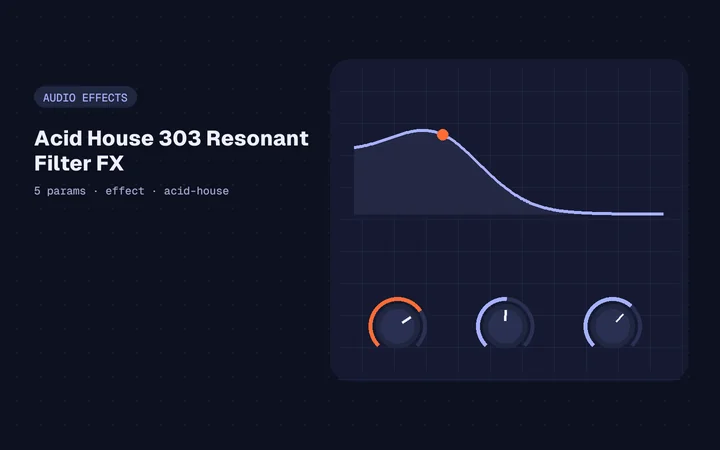 AUDIO EFFECTS
Acid House 303 Resonant
Filter FX
5 params · effect · acid-house